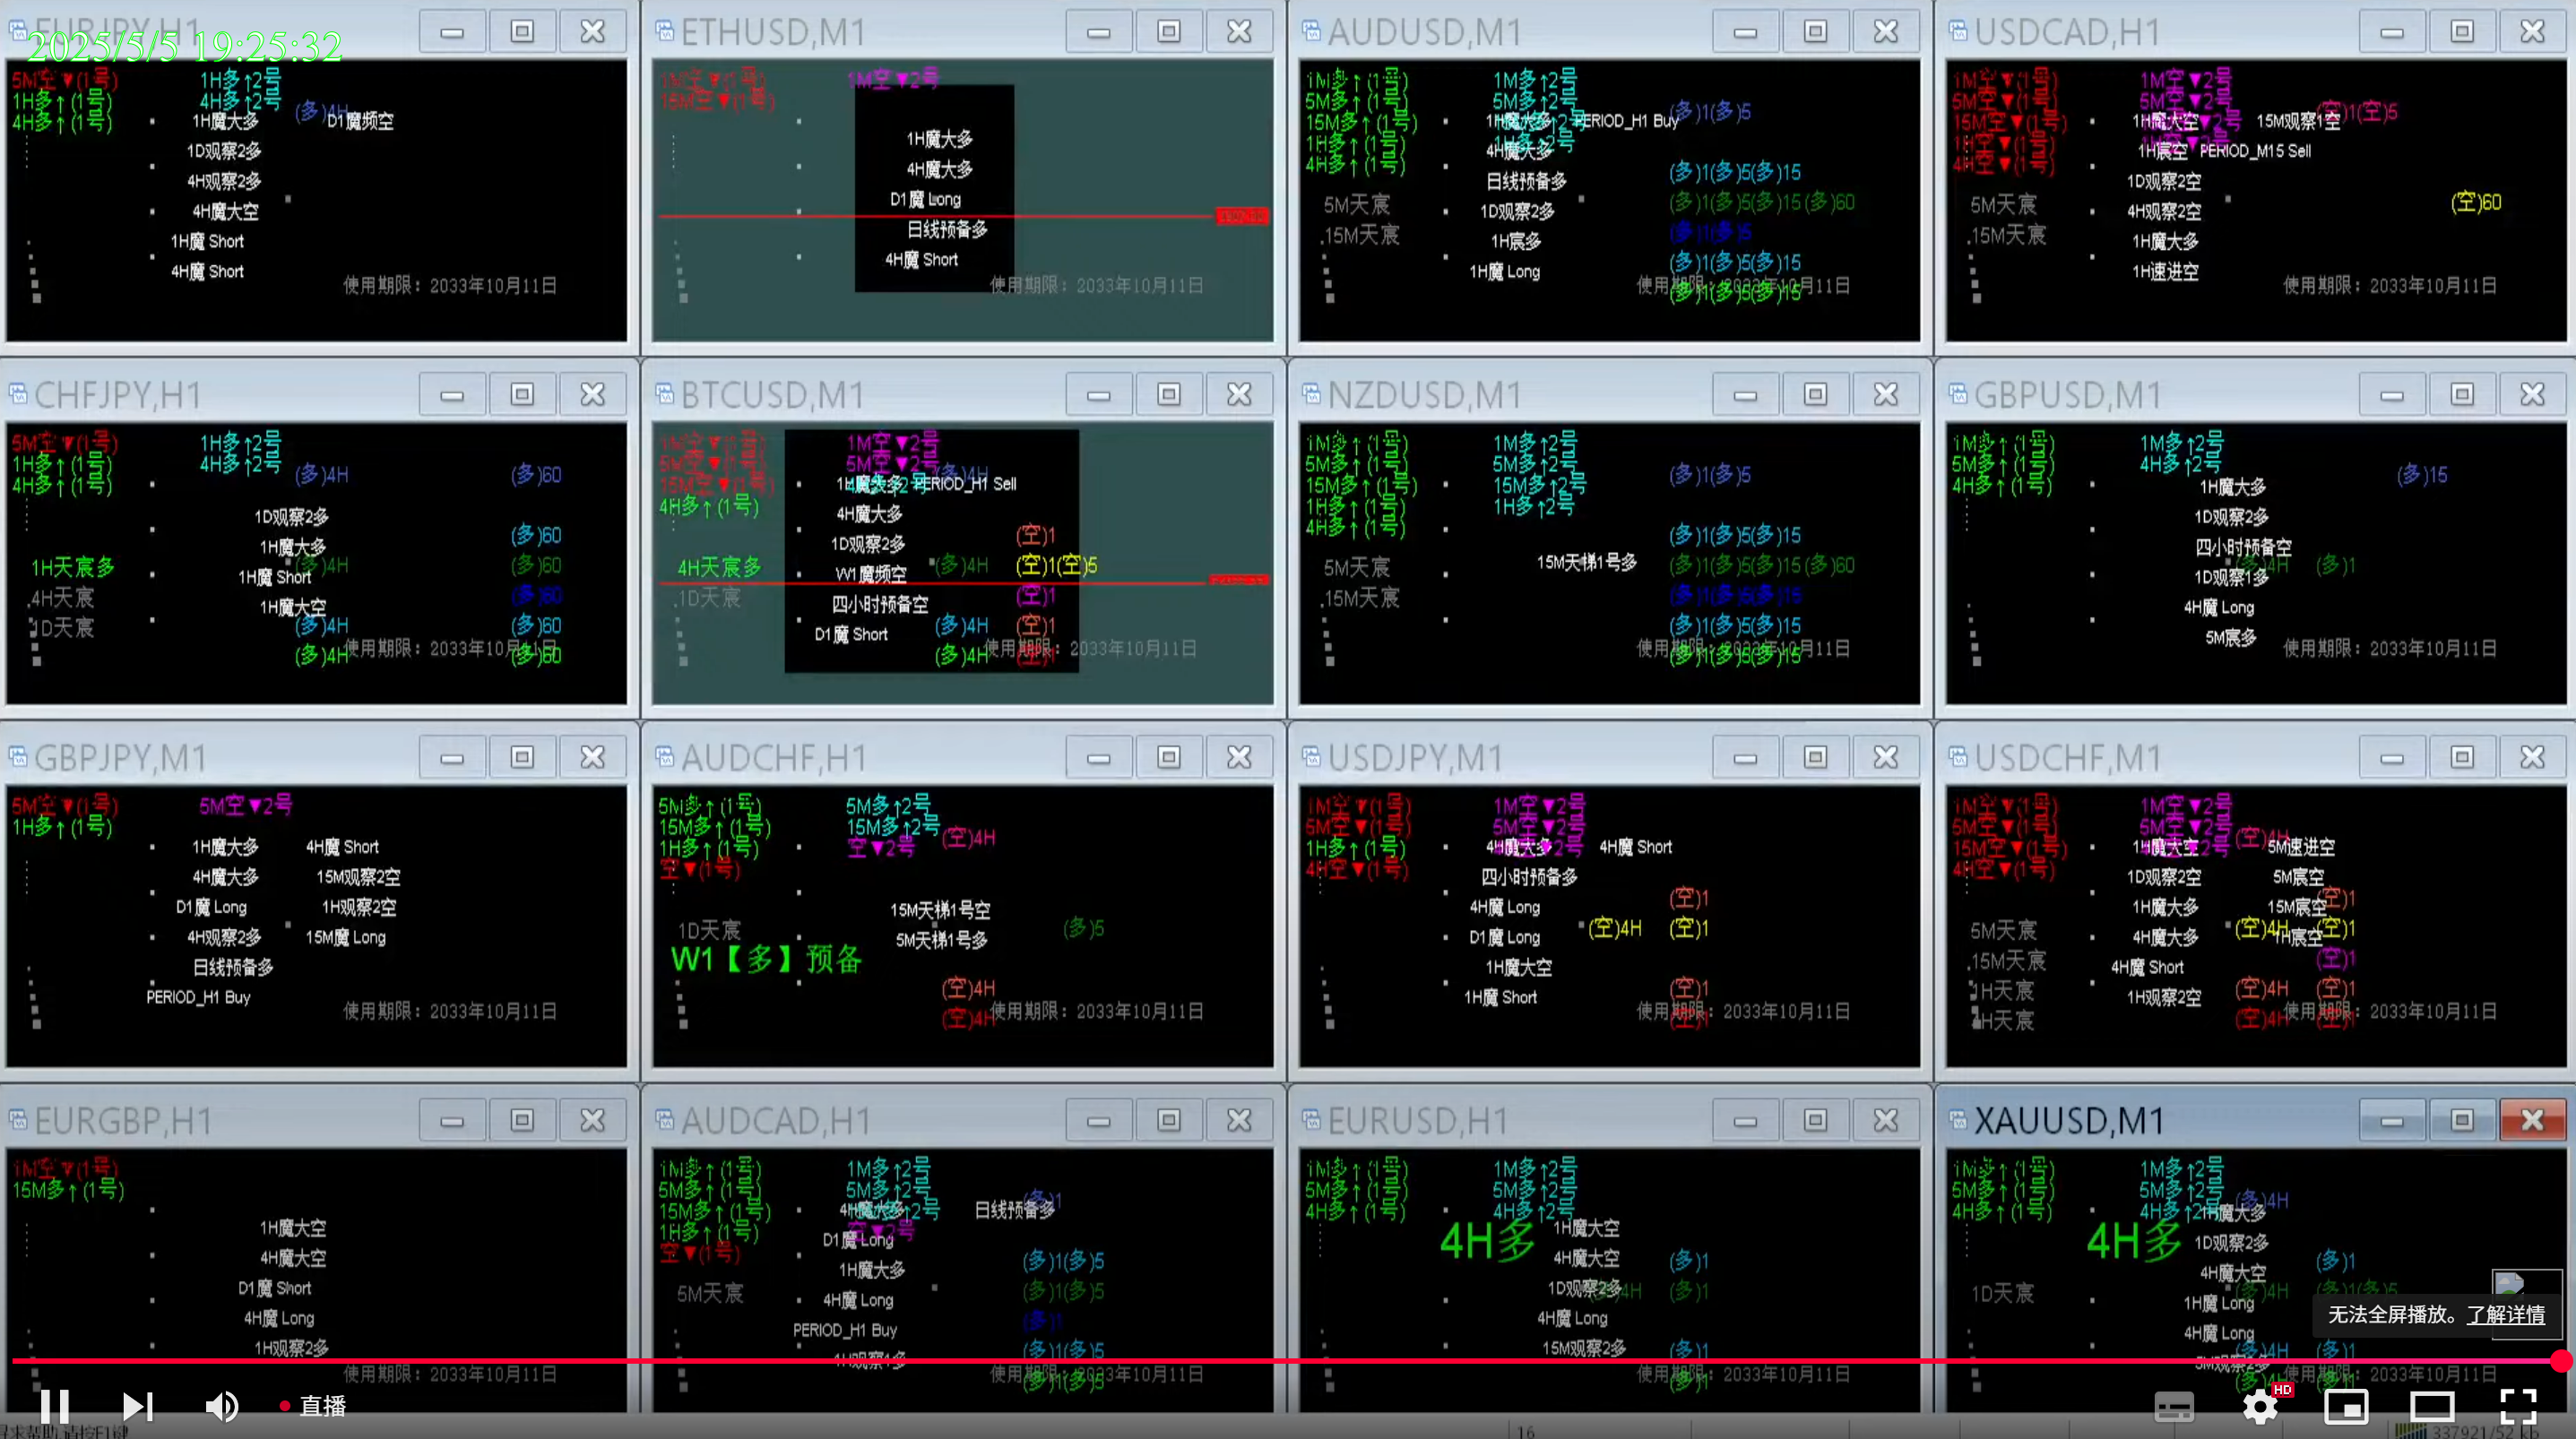 EURJPY,H1
2025/5/5 19:25:32
5M空▼(1号)
1H多↑2号
1H多↑(1号)
4H多↑2号
4H多↑(1号)
(多)4H
1H魔大多
D1魔频空
1D观察2多
4H观察2多
4H魔大空
1H魔 Short
4H魔 Short
使用期限：2033年10月11日
ETHUSD,M1
1M空▼(1号)
1M空▼2号
15M空▼(1号)
1H魔大多
4H魔大多
D1魔 Long
日线预备多
4H魔 Short
使用期限：2033年10月11日
AUDUSD,M1
1M多↑(1号)
1M多↑2号
5M多↑(1号)
5M多↑2号
15M多↑(1号)
1H多↑(1号)
1H多↑2号
4H多↑(1号)
1H魔大多
PERIOD_H1 Buy
(多)1(多)5
4H魔大多
日线预备多
(多)1(多)5(多)15
5M天宸
1D观察2多
(多)1(多)5(多)15(多)60
.15M天宸
1H宸多
(多)1(多)5
1H魔 Long
(多)1(多)5(多)15
(多)1(多)5(多)15
使用期限：2033年10月11日
USDCAD,H1
1M空▼(1号)
1M空▼2号
5M空▼(1号)
5M空▼2号
15M空▼(1号)
1H空▼(1号)
4H空▼(1号)
1H魔大空
15M观察1空
(空)1(空)5
1H宸空
PERIOD_M15 Sell
1D观察2空
5M天宸
4H观察2空
(空)60
.15M天宸
1H魔大多
1H速进空
使用期限：2033年10月11日
CHFJPY,H1
5M空▼(1号)
1H多↑2号
1H多↑(1号)
4H多↑2号
4H多↑(1号)
(多)4H
(多)60
1D观察2多
(多)60
1H魔大多
1H天宸多
1H魔 Short
(多)4H
(多)60
.4H天宸
1H魔大空
(多)60
1D天宸
(多)4H
(多)60
(多)4H
(多)60
使用期限：2033年10月11日
BTCUSD,M1
1M空▼(1号)
1M空▼2号
5M空▼(1号)
5M空▼2号
15M空▼(1号)
4H多↑(1号)
(多)4H
1H魔大多
PERIOD_H1 Sell
4H魔大多
1D观察2多
(空)1
4H天宸多
W1魔频空
(多)4H
(空)1(空)5
.1D天宸
四小时预备空
(空)1
D1魔 Short
(多)4H
(空)1
(多)4H
使用期限：2033年10月11日
NZDUSD,M1
1M多↑(1号)
1M多↑2号
5M多↑(1号)
5M多↑2号
15M多↑(1号)
15M多↑2号
1H多↑(1号)
1H多↑2号
4H多↑(1号)
(多)1(多)5
(多)1(多)5(多)15
15M天梯1号多
5M天宸
(多)1(多)5(多)15(多)60
.15M天宸
(多)1(多)5(多)15
(多)1(多)5(多)15
(多)1(多)5(多)15
使用期限：2033年10月11日
GBPUSD,M1
1M多↑(1号)
1M多↑2号
5M多↑(1号)
4H多↑2号
4H多↑(1号)
(多)15
1H魔大多
1D观察2多
四小时预备空
(多)4H
(多)1
1D观察1多
4H魔 Long
5M宸多
使用期限：2033年10月11日
GBPJPY,M1
5M空▼(1号)
5M空▼2号
1H多↑(1号)
1H魔大多
4H魔 Short
4H魔大多
15M观察2空
D1魔 Long
1H观察2空
4H观察2多
15M魔 Long
日线预备多
PERIOD_H1 Buy
使用期限：2033年10月11日
AUDCHF,H1
5M多↑(1号)
5M多↑2号
15M多↑(1号)
15M多↑2号
1H多↑(1号)
空▼2号
(空)4H
空▼(1号)
15M天梯1号空
1D天宸
5M天梯1号多
(多)5
W1【多】预备
(空)4H
(空)4H
使用期限：2033年10月11日
USDJPY,M1
1M空▼(1号)
1M空▼2号
5M空▼(1号)
5M空▼2号
1H多↑(1号)
4H空▼(1号)
4H魔大多
4H魔 Short
四小时预备多
4H魔 Long
(空)1
D1魔 Long
(空)4H
(空)1
1H魔大空
1H魔 Short
(空)1
使用期限：2033年10月11日
USDCHF,M1
1M空▼(1号)
1M空▼2号
5M空▼(1号)
5M空▼2号
15M空▼(1号)
4H空▼(1号)
(空)4H
1H魔大空
5M速进空
1D观察2空
5M宸空
1H魔大多
15M宸空
(空)1
5M天宸
4H魔大多
(空)4H
1H宸空
(空)1
.15M天宸
4H魔 Short
(空)1
1H天宸
1H观察2空
(空)4H
(空)1
4H天宸
(空)4H
(空)1
使用期限：2033年10月11日
EURGBP,H1
1M空▼(1号)
15M多↑(1号)
1H魔大空
4H魔大空
D1魔 Short
4H魔 Long
1H观察2多
使用期限：2033年10月11日
AUDCAD,H1
1M多↑(1号)
1M多↑2号
5M多↑(1号)
5M多↑2号
15M多↑(1号)
1H多↑(1号)
空▼2号
空▼(1号)
4H魔大多
日线预备多
(多)1
D1魔 Long
1H魔大多
(多)1(多)5
5M天宸
4H魔 Long
(多)1(多)5
PERIOD_H1 Buy
(多)1
1H观察1多
(多)1(多)5
(多)1(多)5
使用期限：2033年10月11日
EURUSD,H1
1M多↑(1号)
1M多↑2号
5M多↑(1号)
5M多↑2号
4H多↑(1号)
4H多↑2号
4H多
1H魔大空
4H魔大空
(多)1
1D观察2多
(多)1
4H魔 Long
15M观察2多
(多)1
(多)1
使用期限：2033年10月11日
XAUUSD,M1
1M多↑(1号)
1M多↑2号
5M多↑(1号)
5M多↑2号
4H多↑(1号)
4H多↑2号
(多)4H
1H魔大多
4H多
1D观察2多
4H魔大空
(多)1
1D天宸
(多)4H
(多)1(多)5
1H魔 Long
4H魔 Long
(多)4H
(多)1
5M观察2多
使用期限：2033年10月11日
无法全屏播放。了解详情
直播
HD
16
337921/52 kb